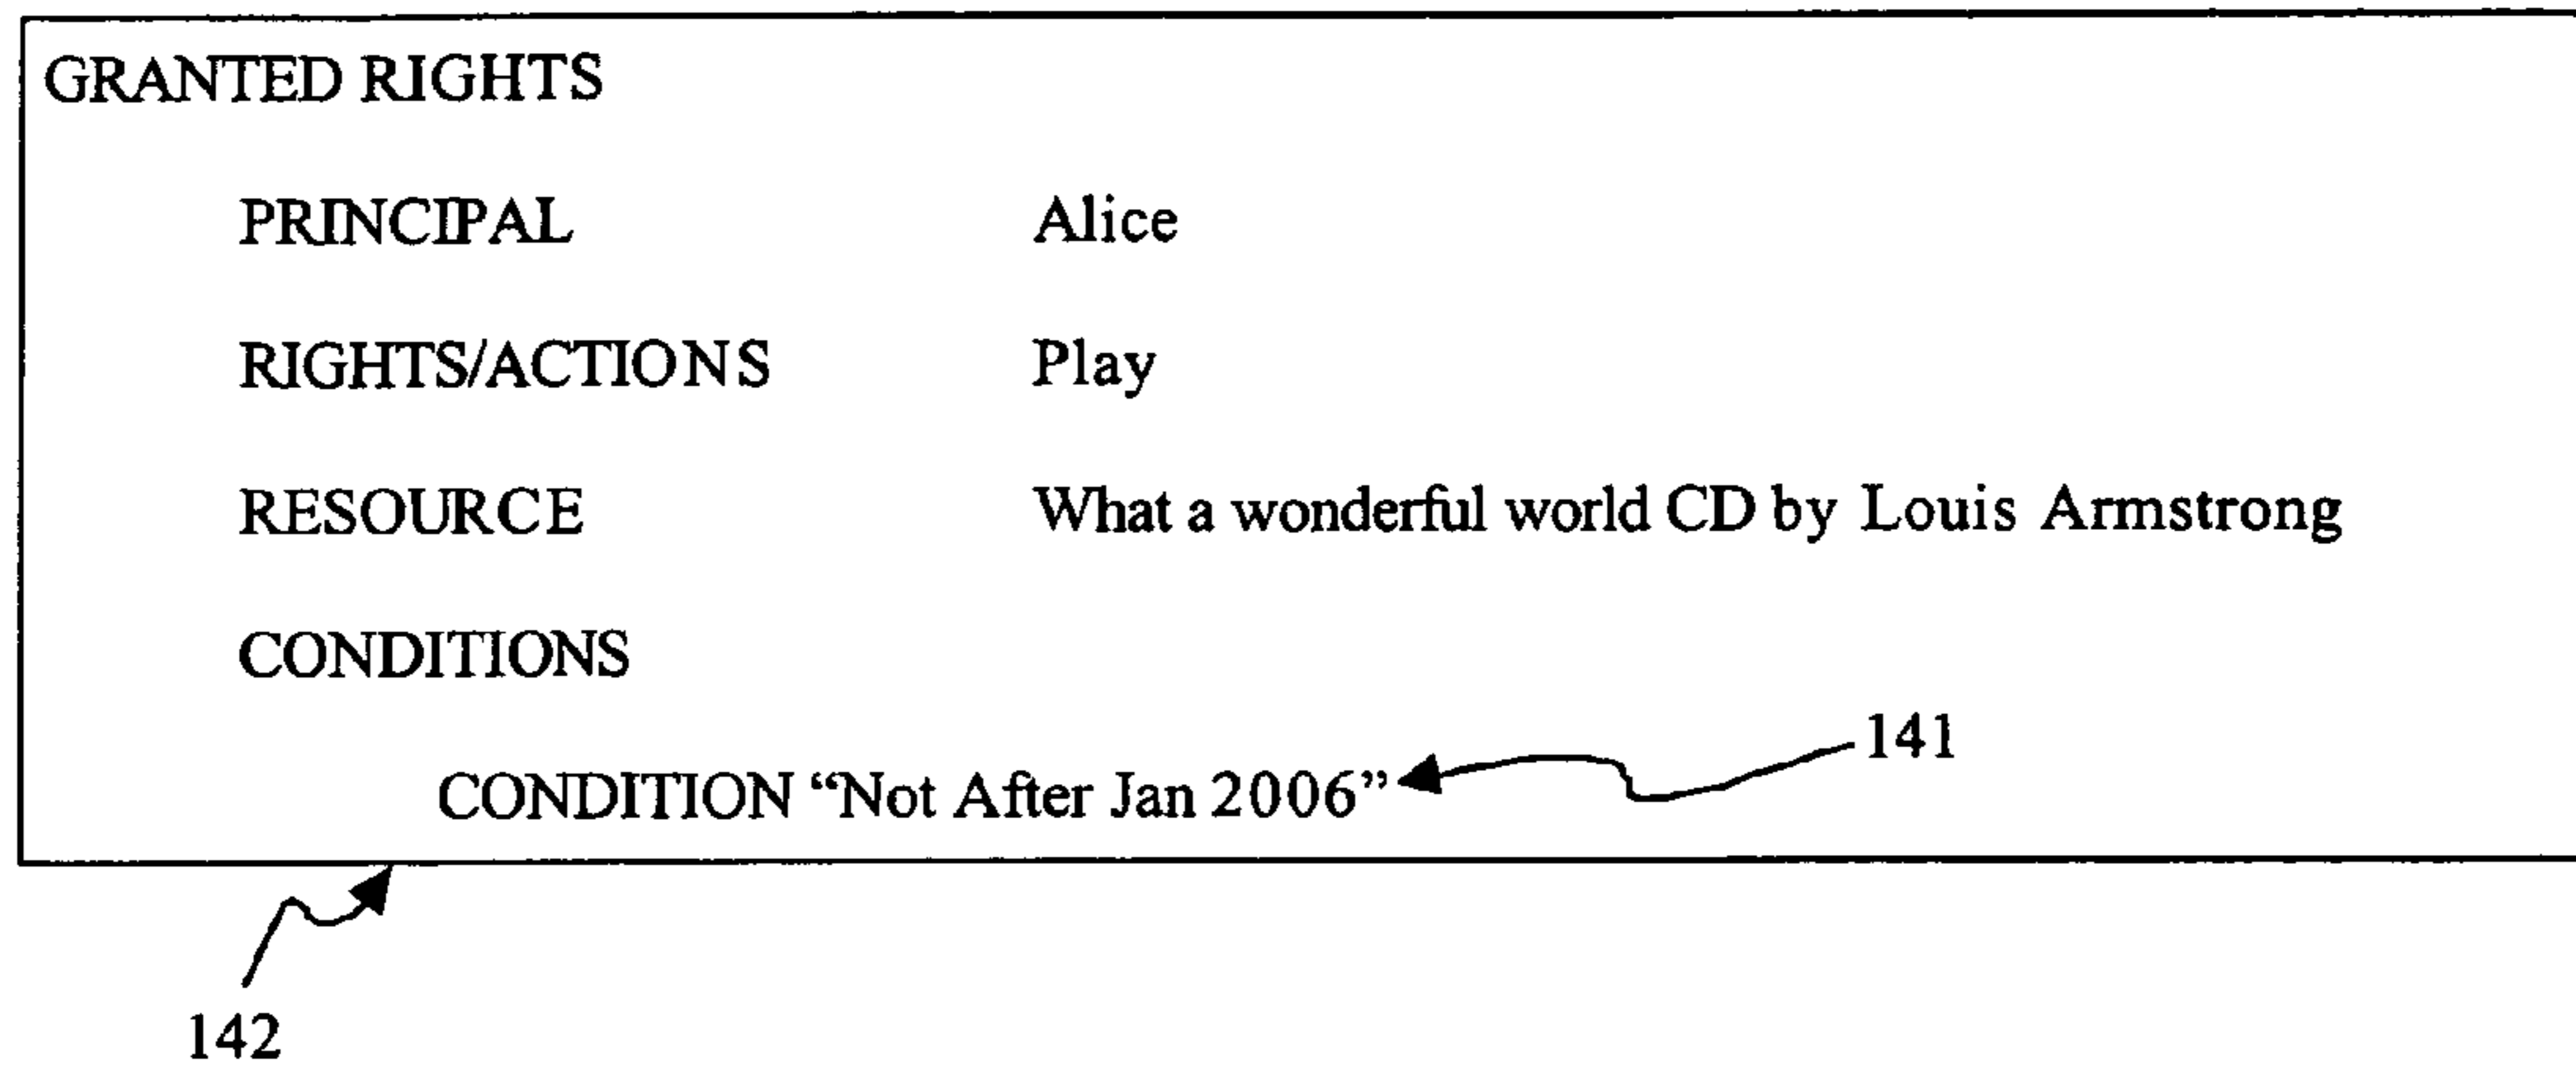 GRANTED RIGHTS
PRINCIPAL Alice
RIGHTS/ACTIONS Play
RESOURCE What a wonderful world CD by Louis Armstrong
CONDITIONS
141
CONDITION “Not After Jan 2006”
142